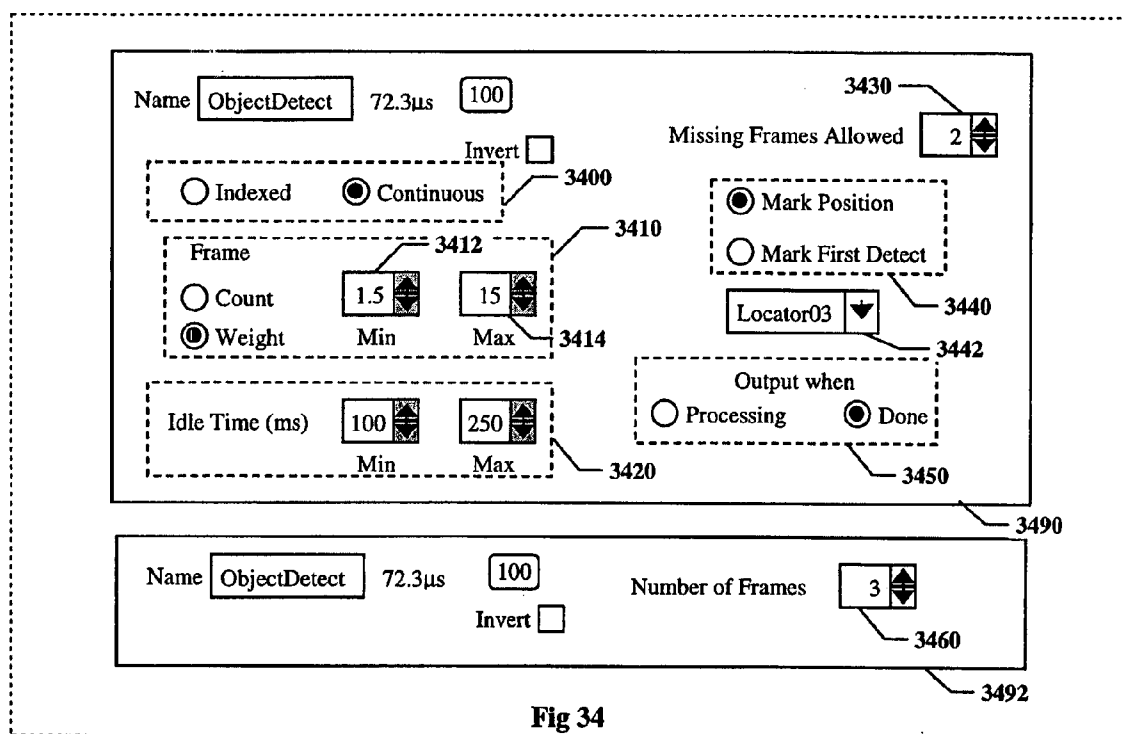 Name ObjectDetect 72.3µs 100
3430
Missing Frames Allowed 2
Invert
3400
Indexed Continuous
Mark Position
Mark First Detect
3440
3410
Frame
3412
Count
Weight
1.5 15
Min Max
3414
Locator03
3442
Output when
Processing Done
3450
Idle Time (ms) 100 250
Min Max
3420
3490
Name ObjectDetect 72.3µs 100
Number of Frames 3
Invert
3460
3492
Fig 34